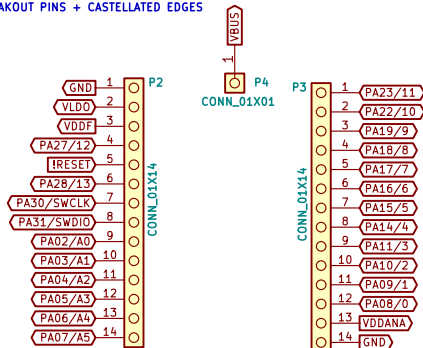 AKOUT PINS + CASTELLATED EDGES
VBUS
1
P4
CONN_01X01
P2
CONN_01X14
GND 1
VLDO 2
VDDF 3
PA27/12 4
!RESET 5
PA28/13 6
PA30/SWCLK 7
PA31/SWDIO 8
PA02/A0 9
PA03/A1 10
PA04/A2 11
PA05/A3 12
PA06/A4 13
PA07/A5 14
P3
CONN_01X14
1 PA23/11
2 PA22/10
3 PA19/9
4 PA18/8
5 PA17/7
6 PA16/6
7 PA15/5
8 PA14/4
9 PA11/3
10 PA10/2
11 PA09/1
12 PA08/0
13 VDDANA
14 GND